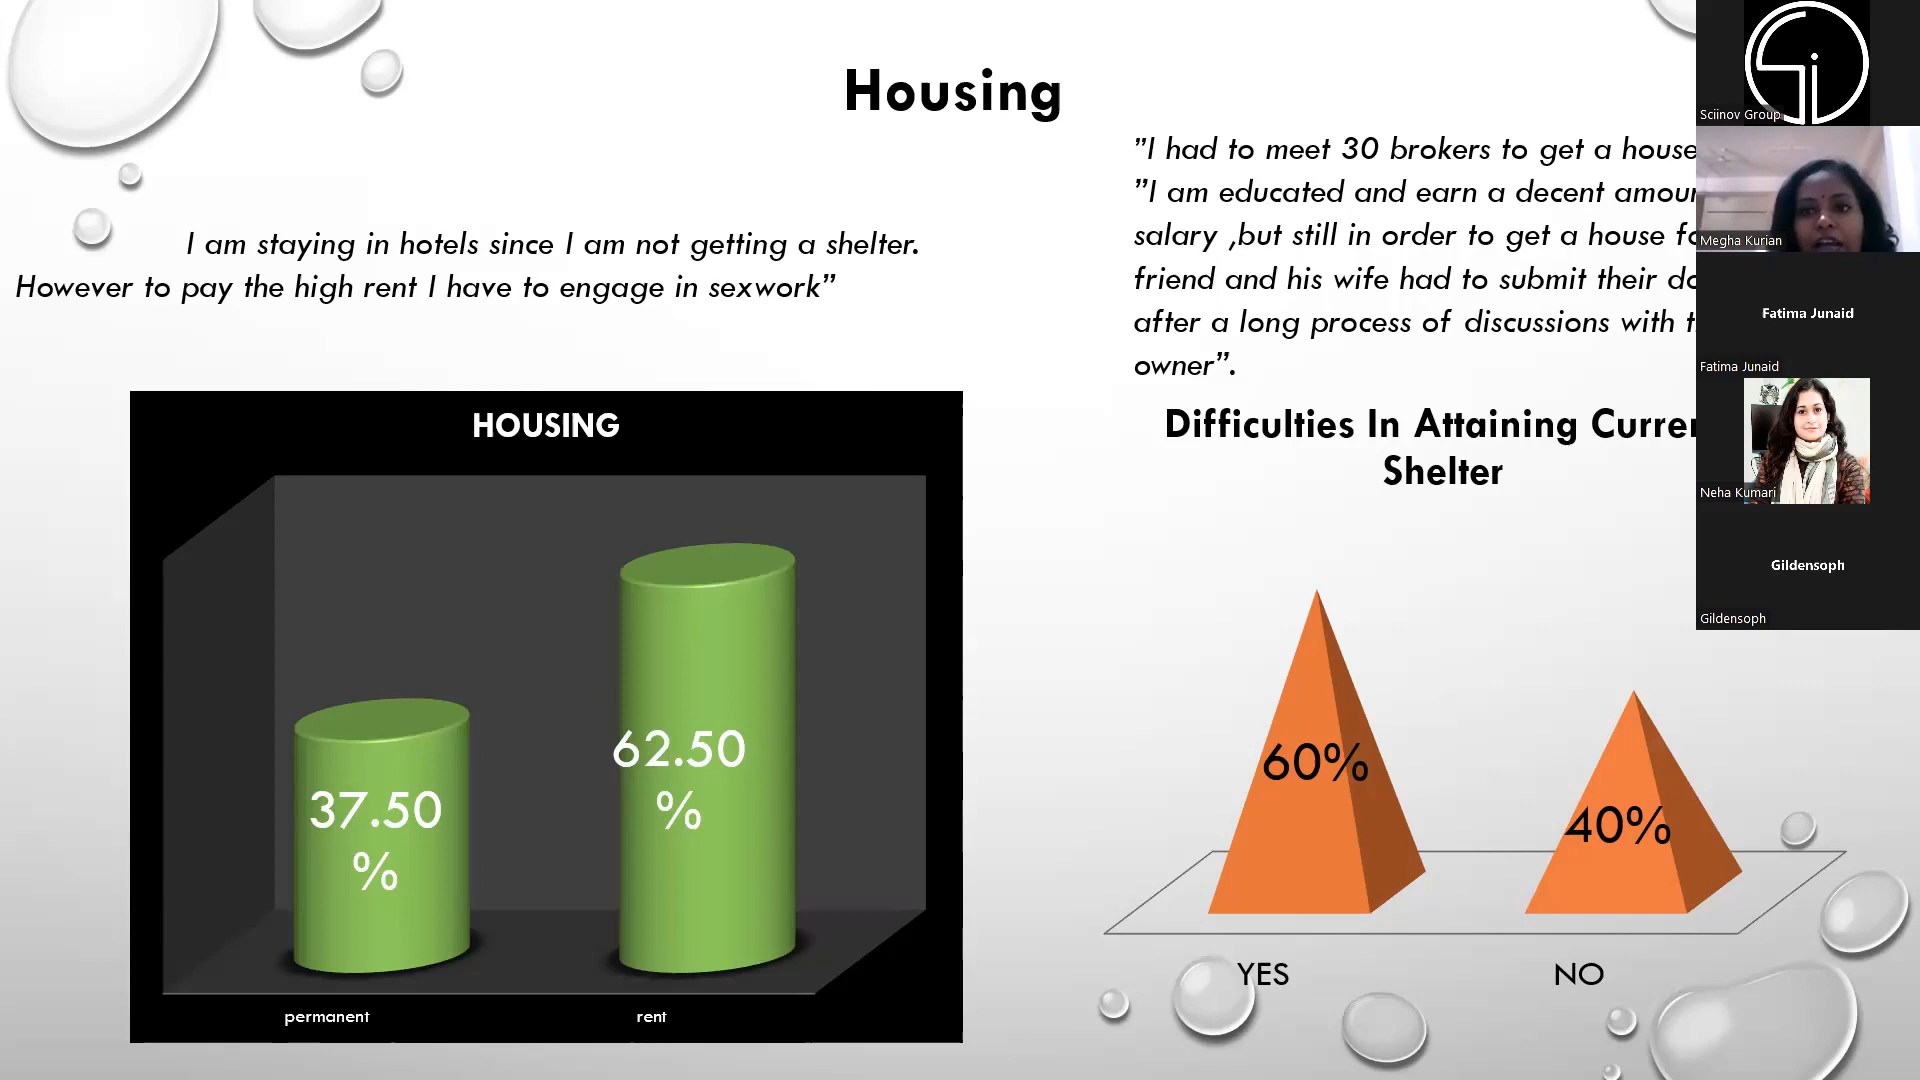 Housing
I am staying in hotels since I am not getting a shelter.
However to pay the high rent I have to engage in sexwork”
”I had to meet 30 brokers to get a house
”I am educated and earn a decent
salary ,but still in order to get a house
friend and his wife had to submit their
after a long process of discussions with
owner”.
HOUSING
37.50
%
62.50
%
permanent
rent
Difficulties In Attaining
Shelter
60%
40%
YES
NO
Sciinov Group
Megha Kurian
Fatima Junaid
Fatima Junaid
Neha Kumari
Gildensoph
Gildensoph